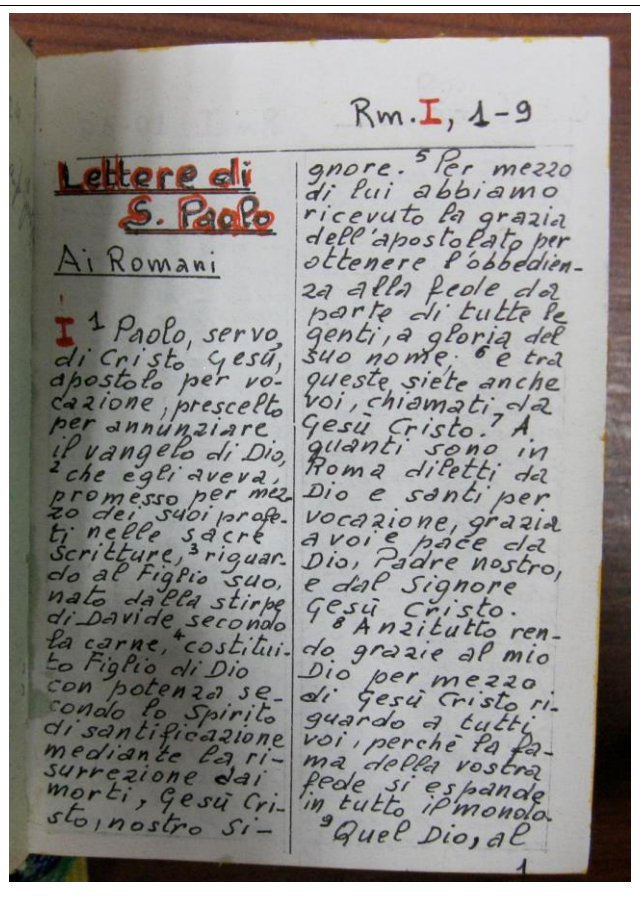 Rm. I, 1-9
Lettere di
S. Paolo
Ai Romani
I ¹ Paolo, servo
di Cristo Gesù,
apostolo per vo-
cazione, prescelto
per annunziare
il vangelo di Dio,
² che egli aveva
promesso per mez-
zo dei suoi profe-
ti nelle sacre
Scritture, ³ riguar-
do al Figlio suo,
nato dalla stirpe
di Davide secondo
la carne, ⁴ costitui-
to Figlio di Dio
con potenza se-
condo lo Spirito
di santificazione
mediante la ri-
surrezione dai
morti, Gesù Cri-
sto, nostro Si-
gnore. ⁵ Per mezzo
di lui abbiamo
ricevuto la grazia
dell'apostolato per
ottenere l'obbedien-
za alla fede da
parte di tutte le
genti, a gloria del
suo nome; ⁶ e tra
queste siete anche
voi, chiamati da
Gesù Cristo. ⁷ A
quanti sono in
Roma diletti da
Dio e santi per
vocazione, grazia
a voi e pace da
Dio, Padre nostro,
e dal Signore
Gesù Cristo.
⁸ Anzitutto ren-
do grazie al mio
Dio per mezzo
di Gesù Cristo ri-
guardo a tutti
voi, perchè la fa-
ma della vostra
fede si espande
in tutto il mondo.
⁹ Quel Dio, al
1